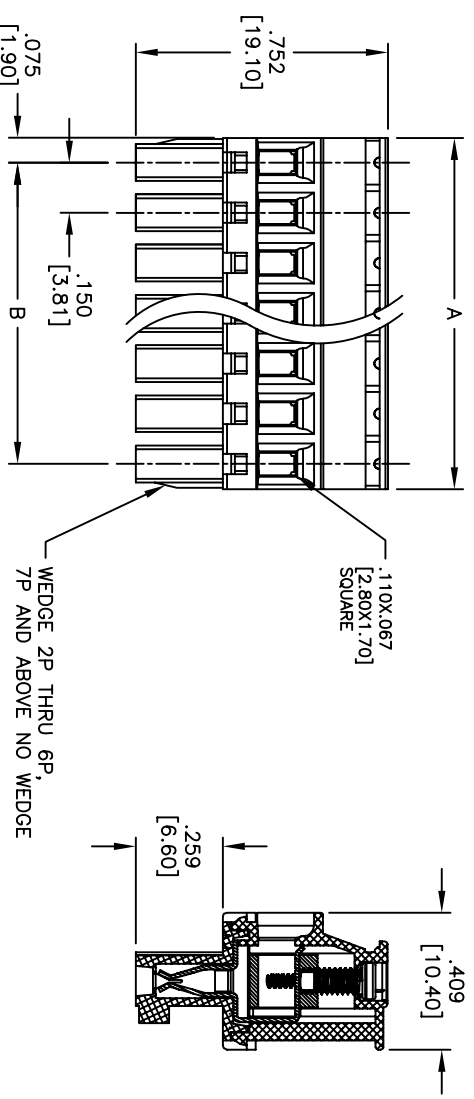 A
.752
[19.10]
.110X.067
[2.80X1.70]
SQUARE
.409
[10.40]
.259
[6.60]
.150
[3.81]
.075
[1.90]
B
WEDGE 2P THRU 6P,
7P AND ABOVE NO WEDGE